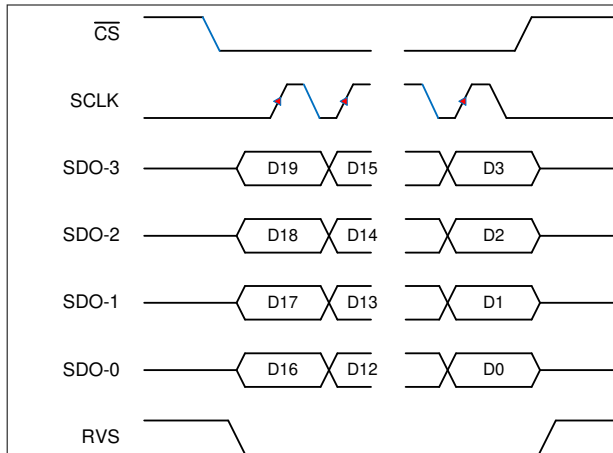 CS
SCLK
SDO-3 D19 D15 D3
SDO-2 D18 D14 D2
SDO-1 D17 D13 D1
SDO-0 D16 D12 D0
RVS